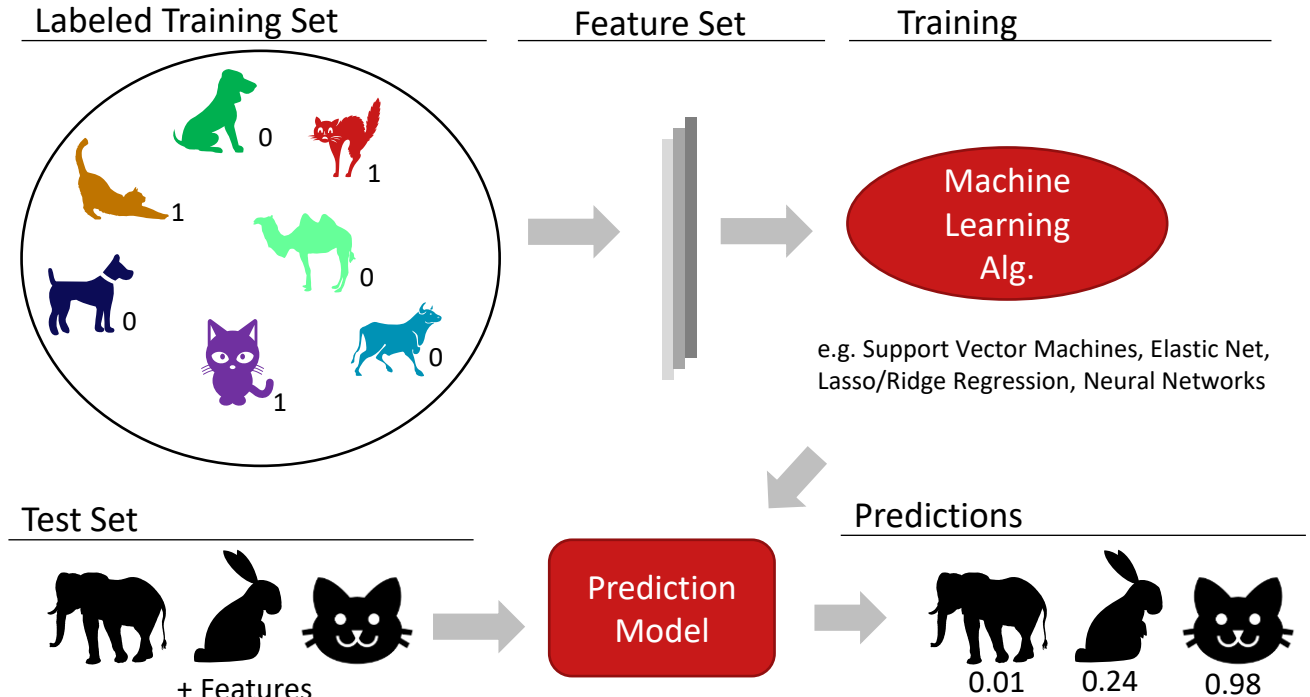 Labeled Training Set
Feature Set
Training
0
1
1
0
0
0
1
Machine
Learning
Alg.
e.g. Support Vector Machines, Elastic Net,
Lasso/Ridge Regression, Neural Networks
Test Set
Predictions
Prediction
Model
+ Features
0.01
0.24
0.98